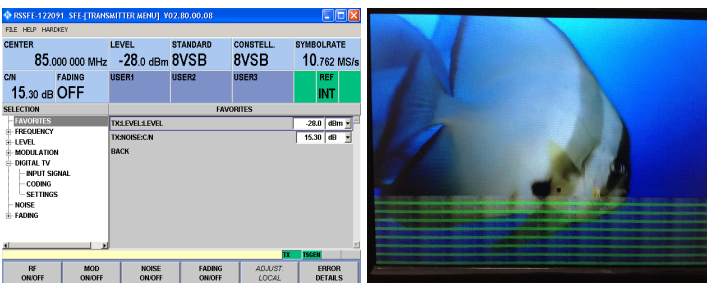 RSSFE-122091 SFE-[TRANSMITTER MENU] V02.80.00.08
FILE HELP HARDKEY
CENTER LEVEL STANDARD CONSTELL. SYMBOLRATE
85.000 000 MHz -28.0 dBm 8VSB 8VSB 10.762 MS/s
C/N FADING USER1 USER2 USER3 REF
15.30 dB OFF INT
SELECTION FAVORITES
FAVORITES
FREQUENCY
LEVEL
MODULATION
DIGITAL TV
INPUT SIGNAL
CODING
SETTINGS
NOISE
FADING
TX:LEVEL:LEVEL -28.0 dBm
TX:NOISE:C/N 15.30 dB
BACK
TX TSGEN
RF ON/OFF
MOD ON/OFF
NOISE ON/OFF
FADING ON/OFF
ADJUST. LOCAL
ERROR DETAILS